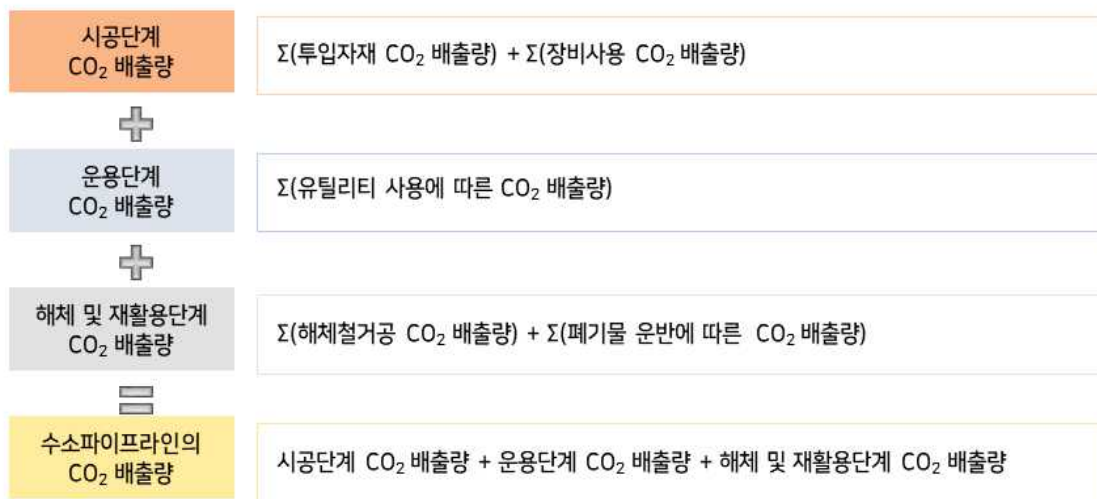 시공단계
CO₂ 배출량
Σ(투입자재 CO₂ 배출량) + Σ(장비사용 CO₂ 배출량)
운용단계
CO₂ 배출량
Σ(유틸리티 사용에 따른 CO₂ 배출량)
해체 및 재활용단계
CO₂ 배출량
Σ(해체철거공 CO₂ 배출량) + Σ(폐기물 운반에 따른 CO₂ 배출량)
수소파이프라인의
CO₂ 배출량
시공단계 CO₂ 배출량 + 운용단계 CO₂ 배출량 + 해체 및 재활용단계 CO₂ 배출량